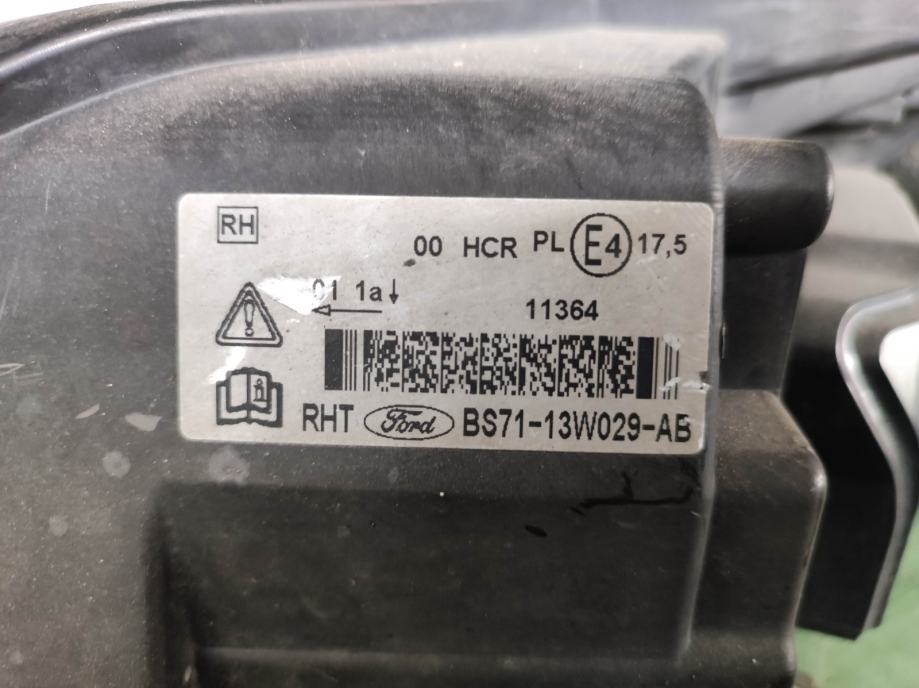 RH
00 HCR PL E4 17,5
01 1a↓
←
11364
RHT Ford BS71-13W029-AB